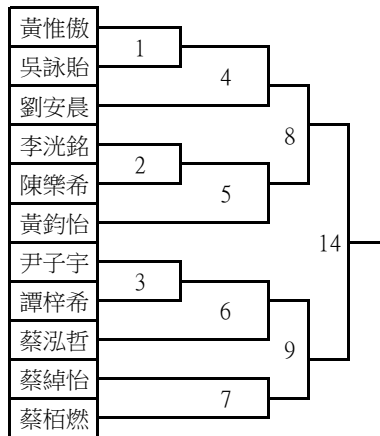 黃惟傲
吳詠貽
劉安晨
李洸銘
陳樂希
黃鈞怡
尹子宇
譚梓希
蔡泓哲
蔡綽怡
蔡栢燃
1
2
3
4
5
6
7
8
9
14